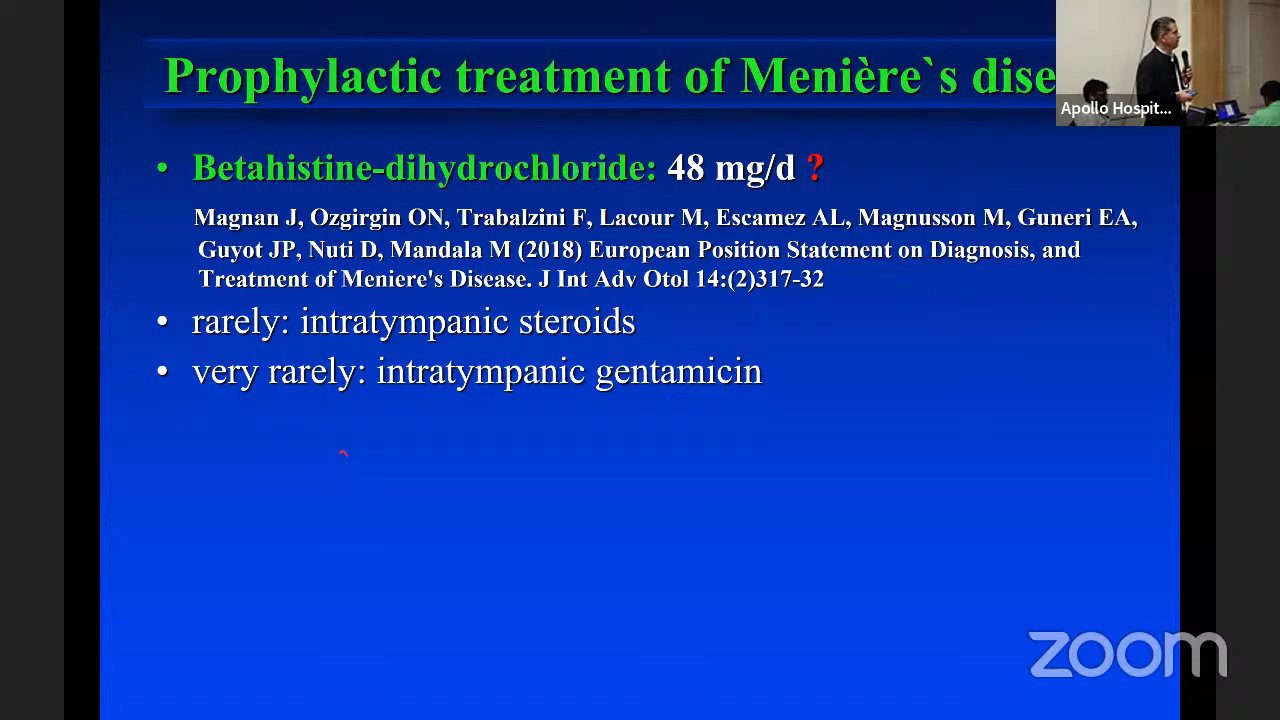 Prophylactic treatment of Menière`s dise
Apollo Hospit...
• Betahistine-dihydrochloride: 48 mg/d ?
Magnan J, Ozgirgin ON, Trabalzini F, Lacour M, Escamez AL, Magnusson M, Guneri EA,
Guyot JP, Nuti D, Mandala M (2018) European Position Statement on Diagnosis, and
Treatment of Meniere's Disease. J Int Adv Otol 14:(2)317-32
• rarely: intratympanic steroids
• very rarely: intratympanic gentamicin
zoom